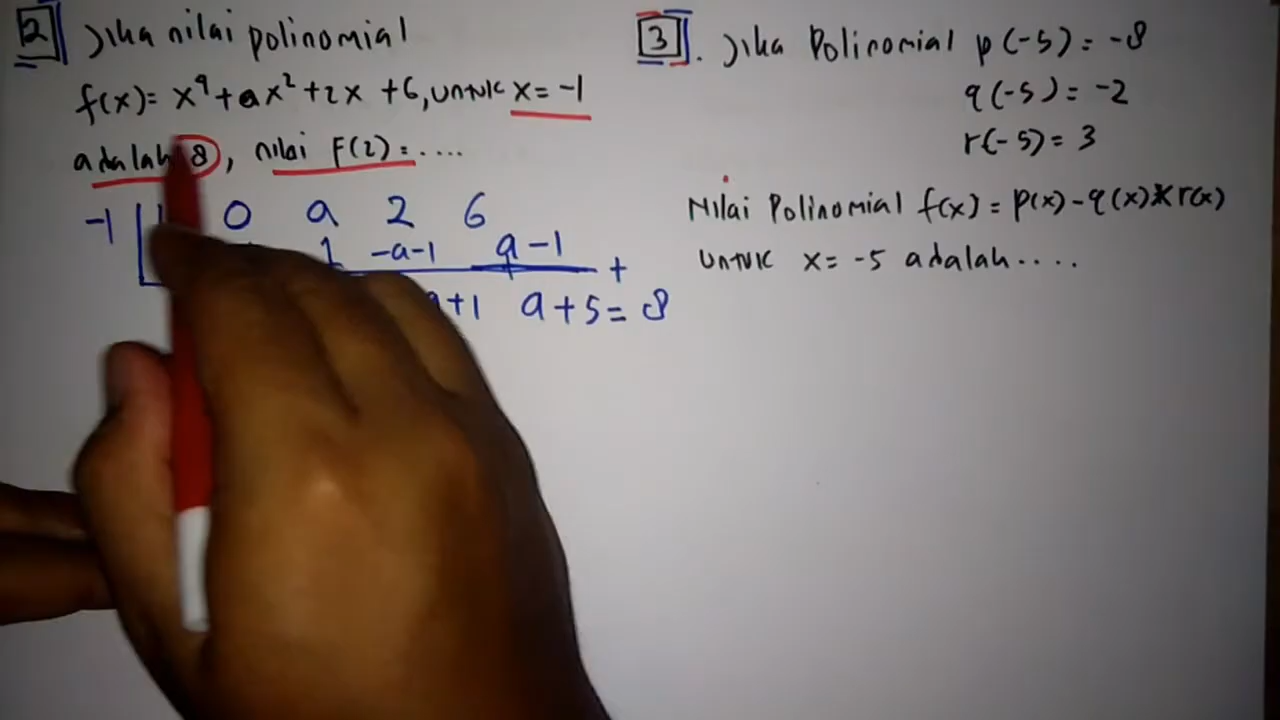 2 Jika nilai polinomial
f(x)= x⁴+ax²+2x +6, untuk x= -1
adalah 8, nilai F(2)=....
-1 0 a 2 6
1 -a-1 a-1 +
+1 a+5= 8
3. Jika Polinomial p(-5)= -8
q(-5)= -2
r(-5)= 3
Nilai Polinomial f(x)= p(x)-q(x)*r(x)
untuk x= -5 adalah....